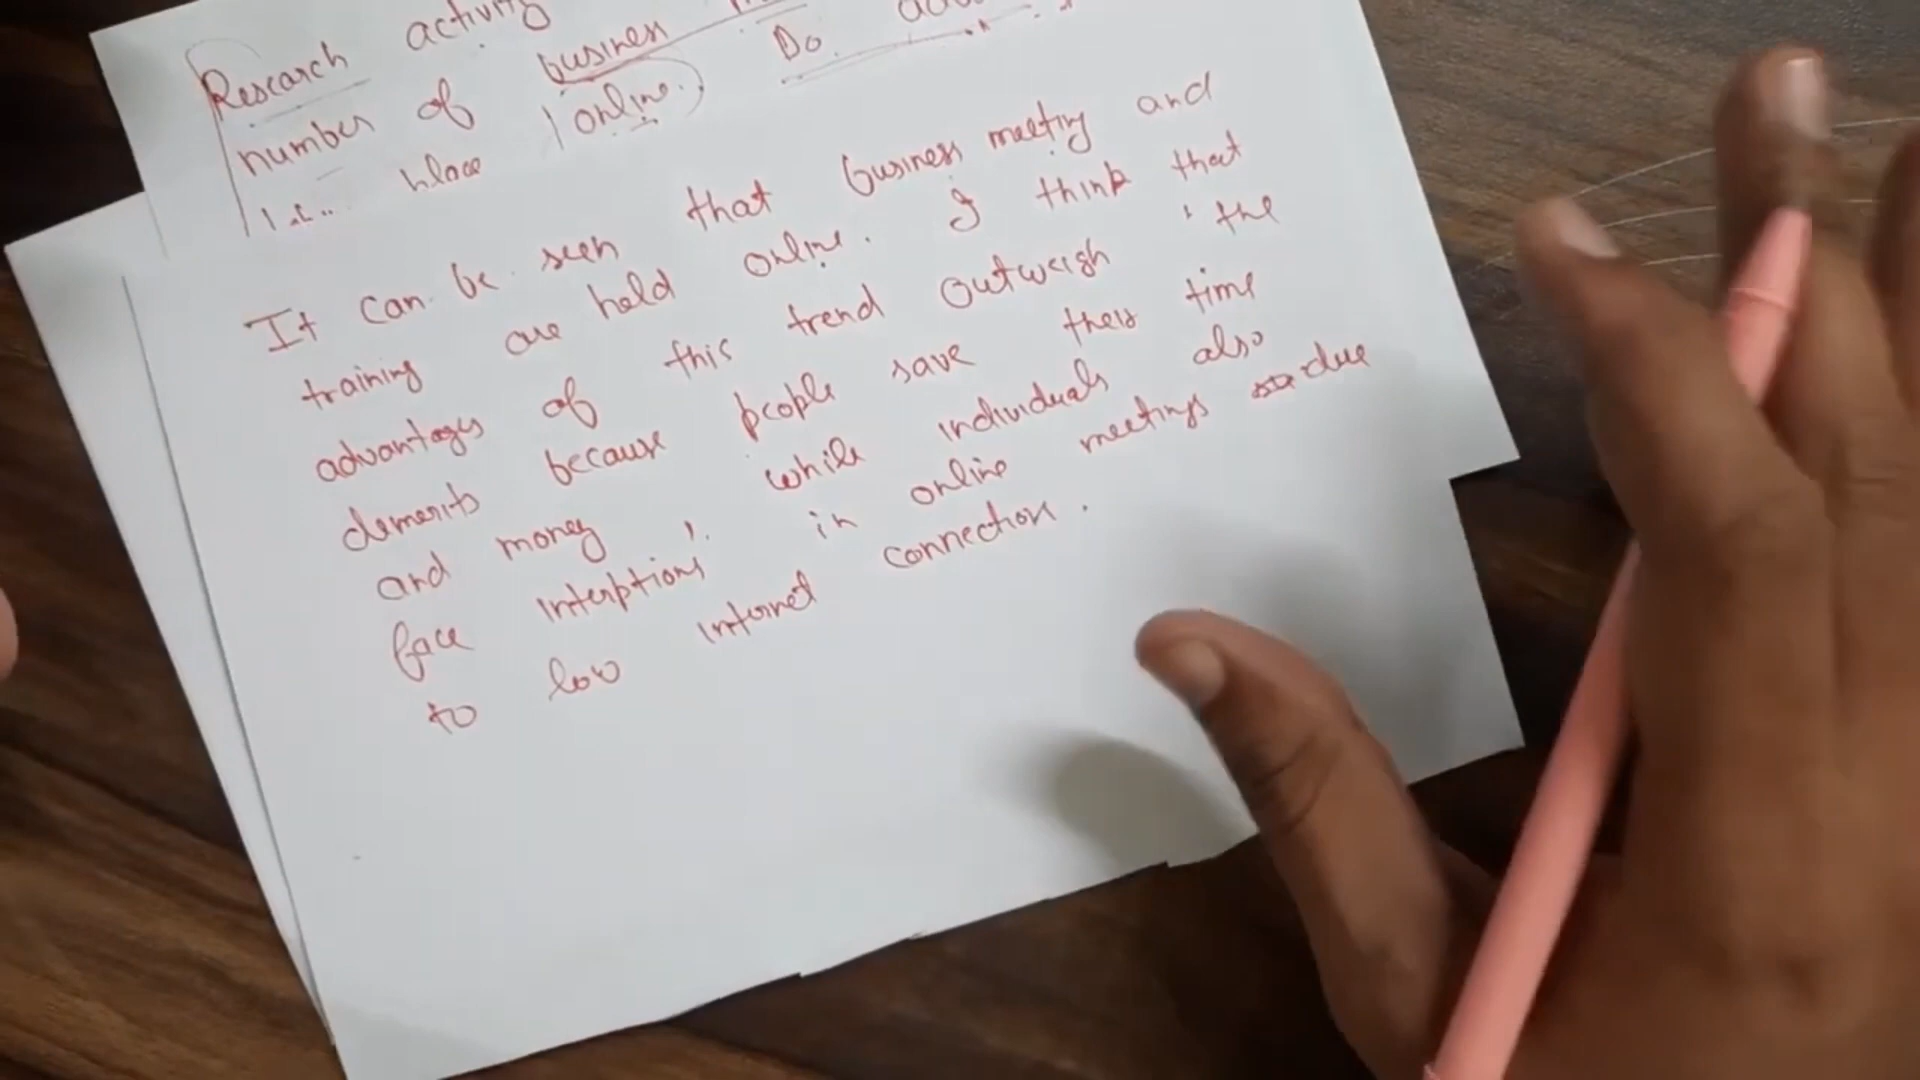 Research activity
number of business
online. Do
place
It can be seen that business meeting and
training are held online. I think that
advantages of this trend outweigh the
demerits because people save their time
and money, while individuals also
face interptions in online meetings due
to low internet connection.